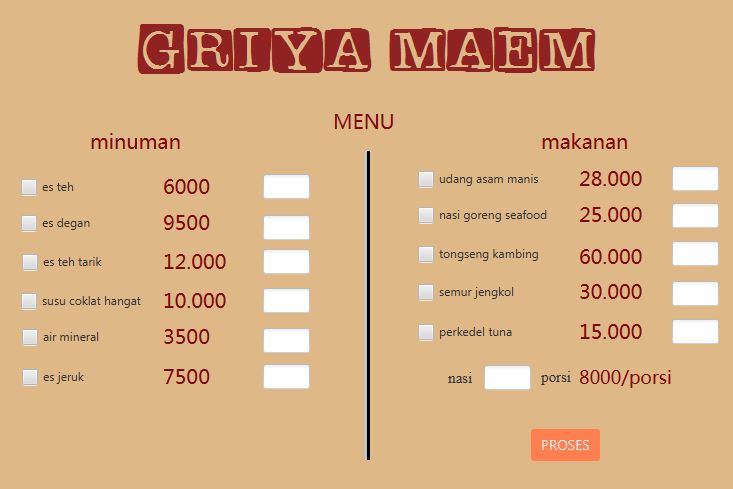 GRIYA MAEM
MENU
minuman
es teh 6000
es degan 9500
es teh tarik 12.000
susu coklat hangat 10.000
air mineral 3500
es jeruk 7500
makanan
udang asam manis 28.000
nasi goreng seafood 25.000
tongseng kambing 60.000
semur jengkol 30.000
perkedel tuna 15.000
nasi porsi 8000/porsi
PROSES